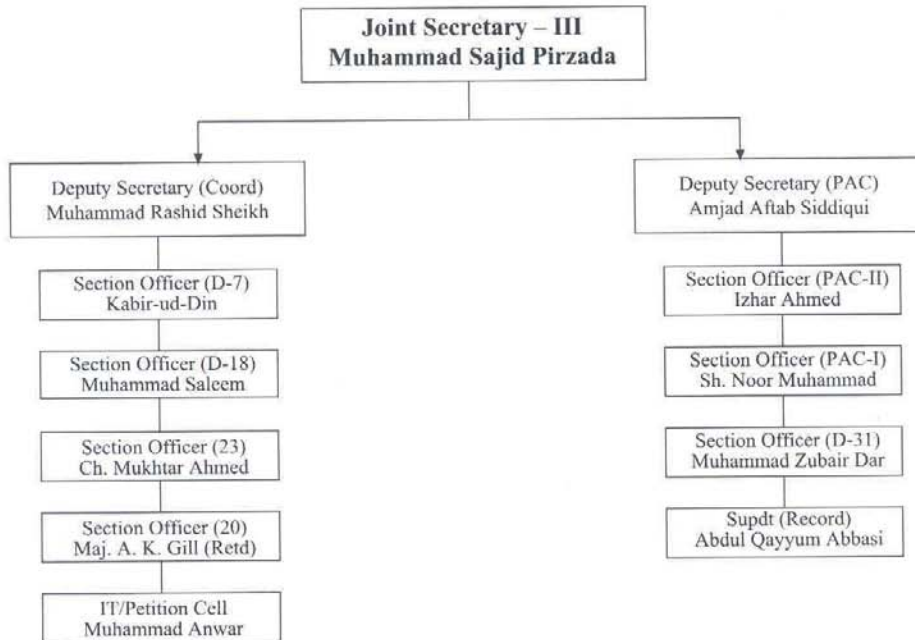 Joint Secretary – III
Muhammad Sajid Pirzada
Deputy Secretary (Coord)
Muhammad Rashid Sheikh
Section Officer (D-7)
Kabir-ud-Din
Section Officer (D-18)
Muhammad Saleem
Section Officer (23)
Ch. Mukhtar Ahmed
Section Officer (20)
Maj. A. K. Gill (Retd)
IT/Petition Cell
Muhammad Anwar
Deputy Secretary (PAC)
Amjad Aftab Siddiqui
Section Officer (PAC-II)
Izhar Ahmed
Section Officer (PAC-I)
Sh. Noor Muhammad
Section Officer (D-31)
Muhammad Zubair Dar
Supdt (Record)
Abdul Qayyum Abbasi